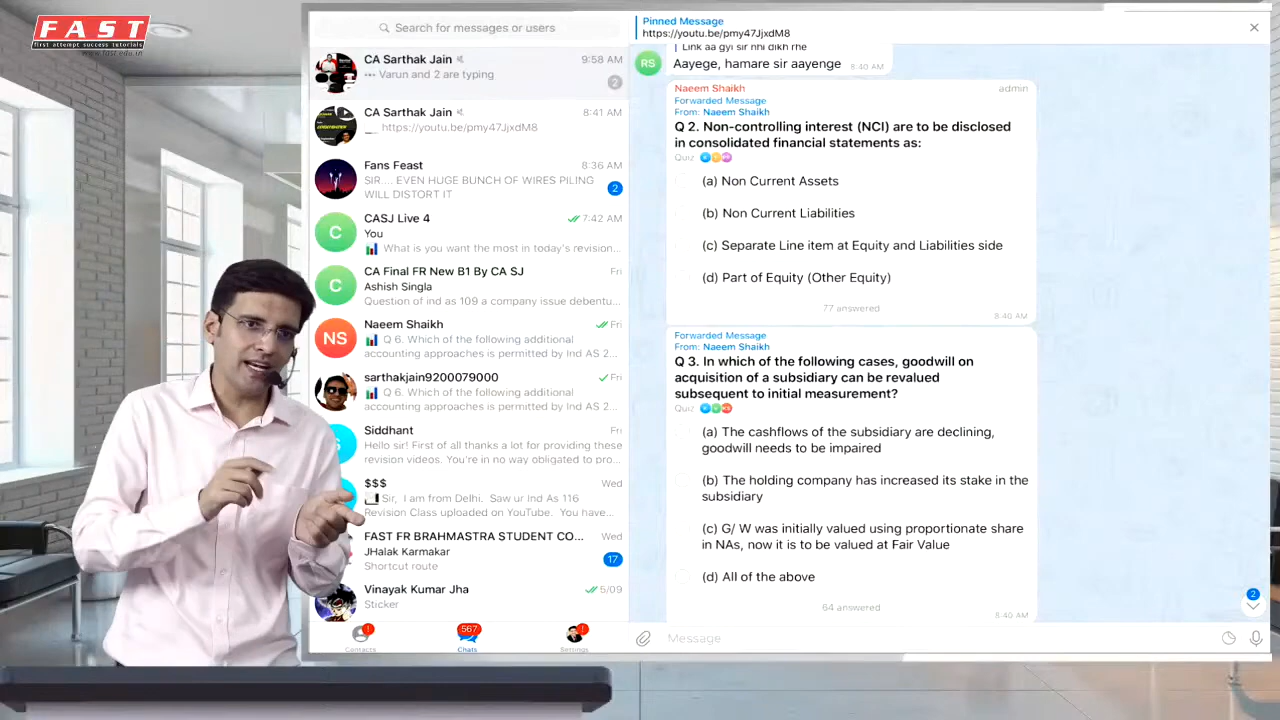 FAST
first attempt success tutorials
www.fast.edu.in
Search for messages or users
CA Sarthak Jain
9:58 AM
Varun and 2 are typing
2
CA Sarthak Jain
8:41 AM
https://youtu.be/pmy47JjxdM8
Fans Feast
8:36 AM
SIR.... EVEN HUGE BUNCH OF WIRES PILING
WILL DISTORT IT
2
C
CASJ Live 4
7:42 AM
You
What is you want the most in today's revision...
C
CA Final FR New B1 By CA SJ
Fri
Ashish Singla
Question of ind as 109 a company issue debentu...
NS
Naeem Shaikh
Fri
Q 6. Which of the following additional
accounting approaches is permitted by Ind AS 2...
sarthakjain9200079000
Fri
Q 6. Which of the following additional
accounting approaches is permitted by Ind AS 2...
Siddhant
Fri
Hello sir! First of all thanks a lot for providing these
revision videos. You're in no way obligated to pro...
$$$
Wed
Sir, I am from Delhi. Saw ur Ind As 116
Revision Class uploaded on YouTube. You have...
FAST FR BRAHMASTRA STUDENT CO...
Wed
JHalak Karmakar
Shortcut route
17
Vinayak Kumar Jha
5/09
Sticker
!
Contacts
567
Chats
!
Settings
Pinned Message
https://youtu.be/pmy47JjxdM8
Link aa gyi sir nhi dikh rhe
RS
Aayege, hamare sir aayenge
8:40 AM
Naeem Shaikh
admin
Forwarded Message
From: Naeem Shaikh
Q 2. Non-controlling interest (NCI) are to be disclosed
in consolidated financial statements as:
Quiz
(a) Non Current Assets
(b) Non Current Liabilities
(c) Separate Line item at Equity and Liabilities side
(d) Part of Equity (Other Equity)
77 answered
8:40 AM
Forwarded Message
From: Naeem Shaikh
Q 3. In which of the following cases, goodwill on
acquisition of a subsidiary can be revalued
subsequent to initial measurement?
Quiz
(a) The cashflows of the subsidiary are declining,
goodwill needs to be impaired
(b) The holding company has increased its stake in the
subsidiary
(c) G/ W was initially valued using proportionate share
in NAs, now it is to be valued at Fair Value
(d) All of the above
64 answered
8:40 AM
2
Message